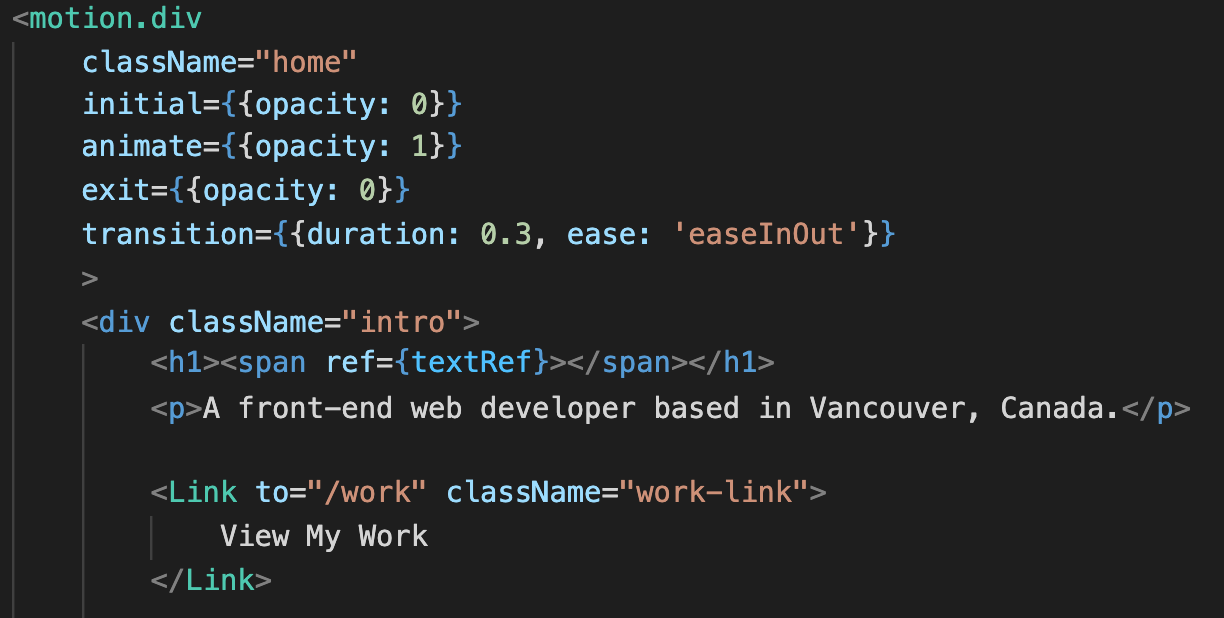 <motion.div
className="home"
initial={{opacity: 0}}
animate={{opacity: 1}}
exit={{opacity: 0}}
transition={{duration: 0.3, ease: 'easeInOut'}}
>
<div className="intro">
<h1><span ref={textRef}></span></h1>
<p>A front-end web developer based in Vancouver, Canada.</p>
<Link to="/work" className="work-link">
View My Work
</Link>